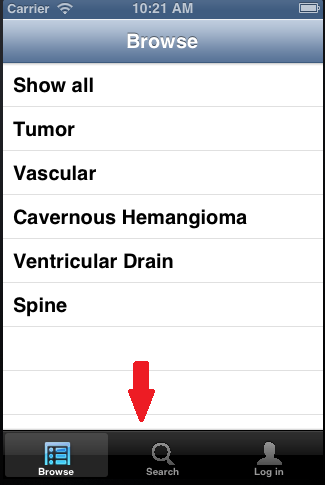 Carrier 10:21 AM
Browse
Show all
Tumor
Vascular
Cavernous Hemangioma
Ventricular Drain
Spine
Browse Search Log in